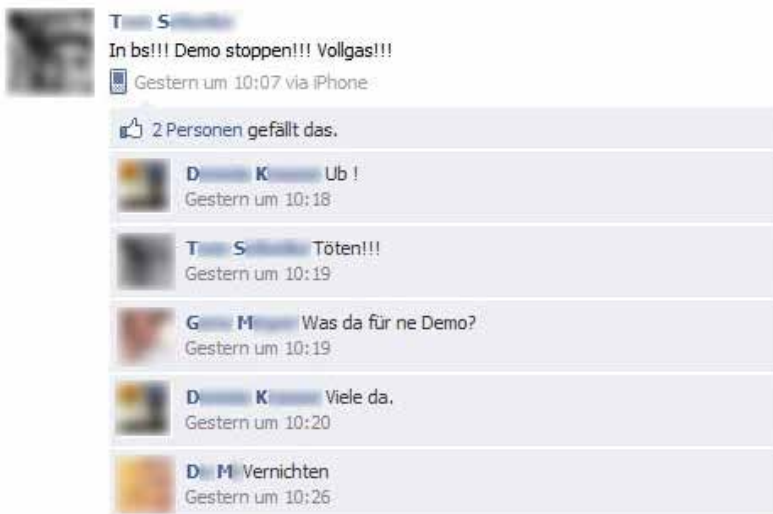 T S
In bs!!! Demo stoppen!!! Vollgas!!!
Gestern um 10:07 via iPhone
2 Personen gefällt das.
D K Ub !
Gestern um 10:18
T S Töten!!!
Gestern um 10:19
G M Was da für ne Demo?
Gestern um 10:19
D K Viele da.
Gestern um 10:20
D M Vernichten
Gestern um 10:26